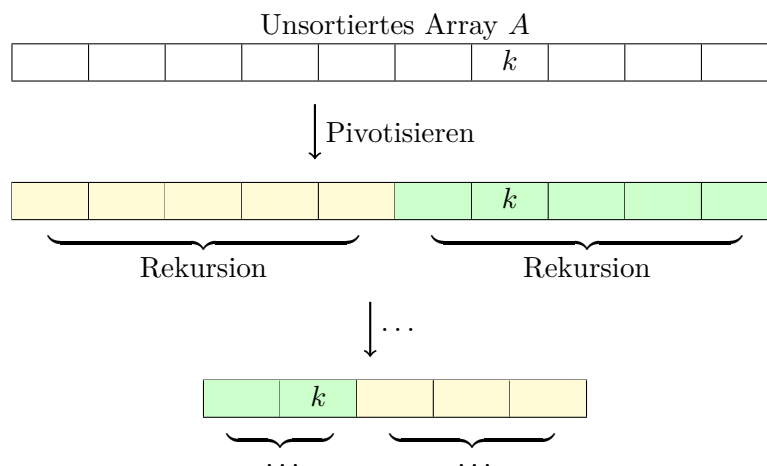 Unsortiertes Array A
k
Pivotisieren
k
Rekursion Rekursion
...
k
... ...